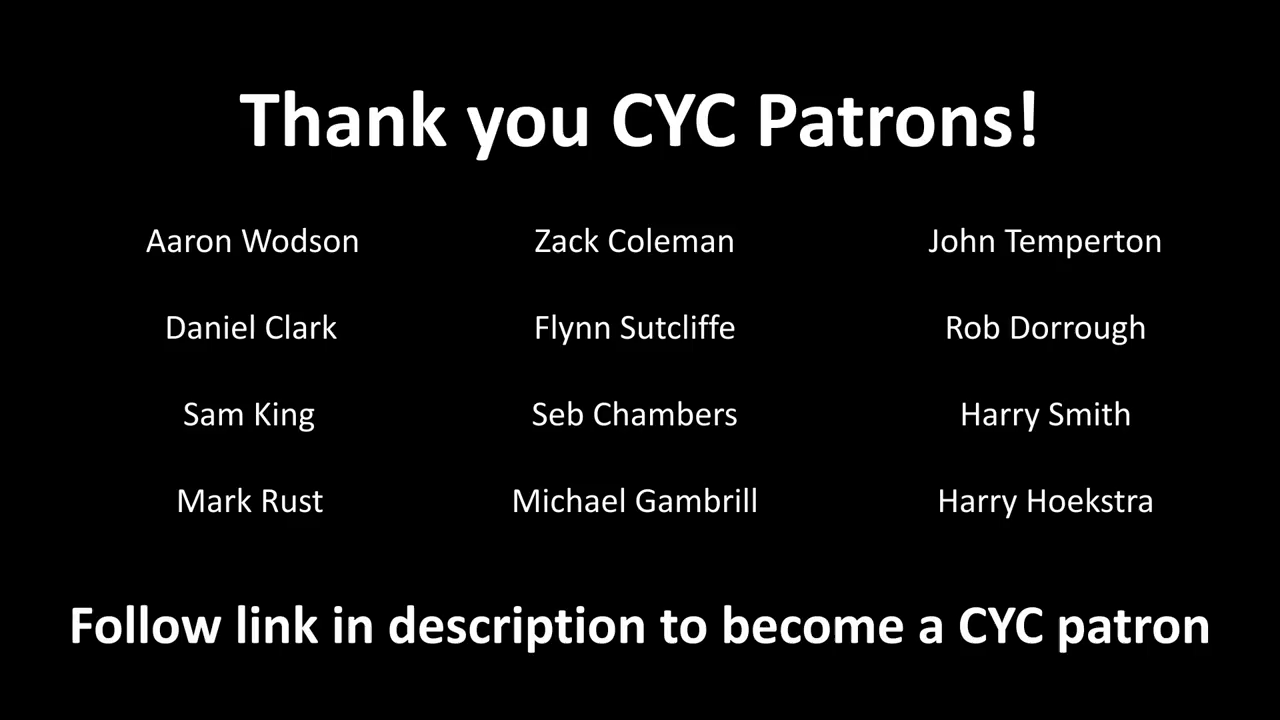 Thank you CYC Patrons!
Aaron Wodson
Zack Coleman
John Temperton
Daniel Clark
Flynn Sutcliffe
Rob Dorrough
Sam King
Seb Chambers
Harry Smith
Mark Rust
Michael Gambrill
Harry Hoekstra
Follow link in description to become a CYC patron